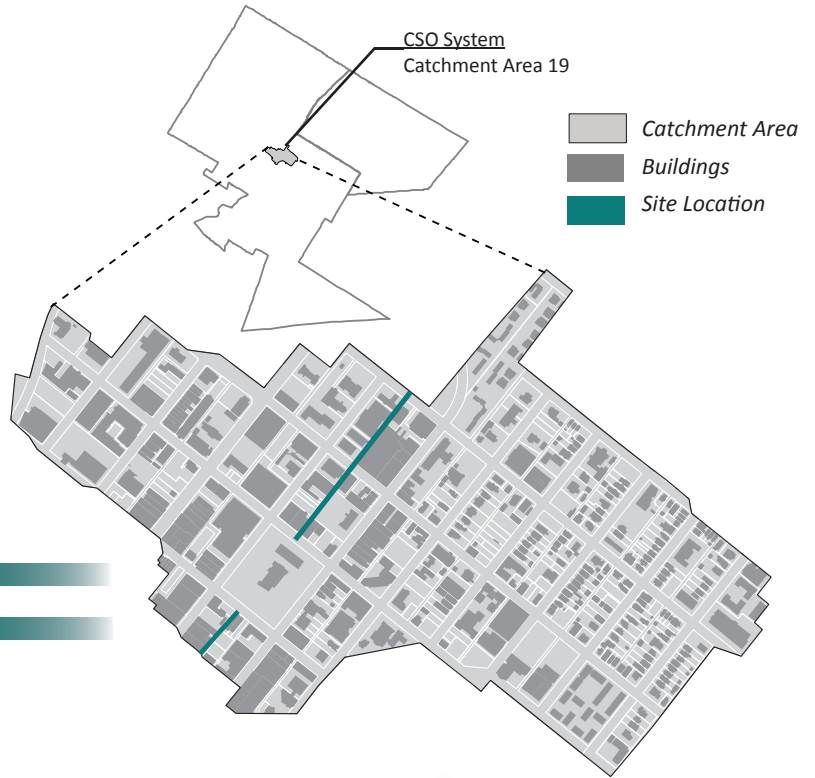 CSO System
Catchment Area 19
Catchment Area
Buildings
Site Location